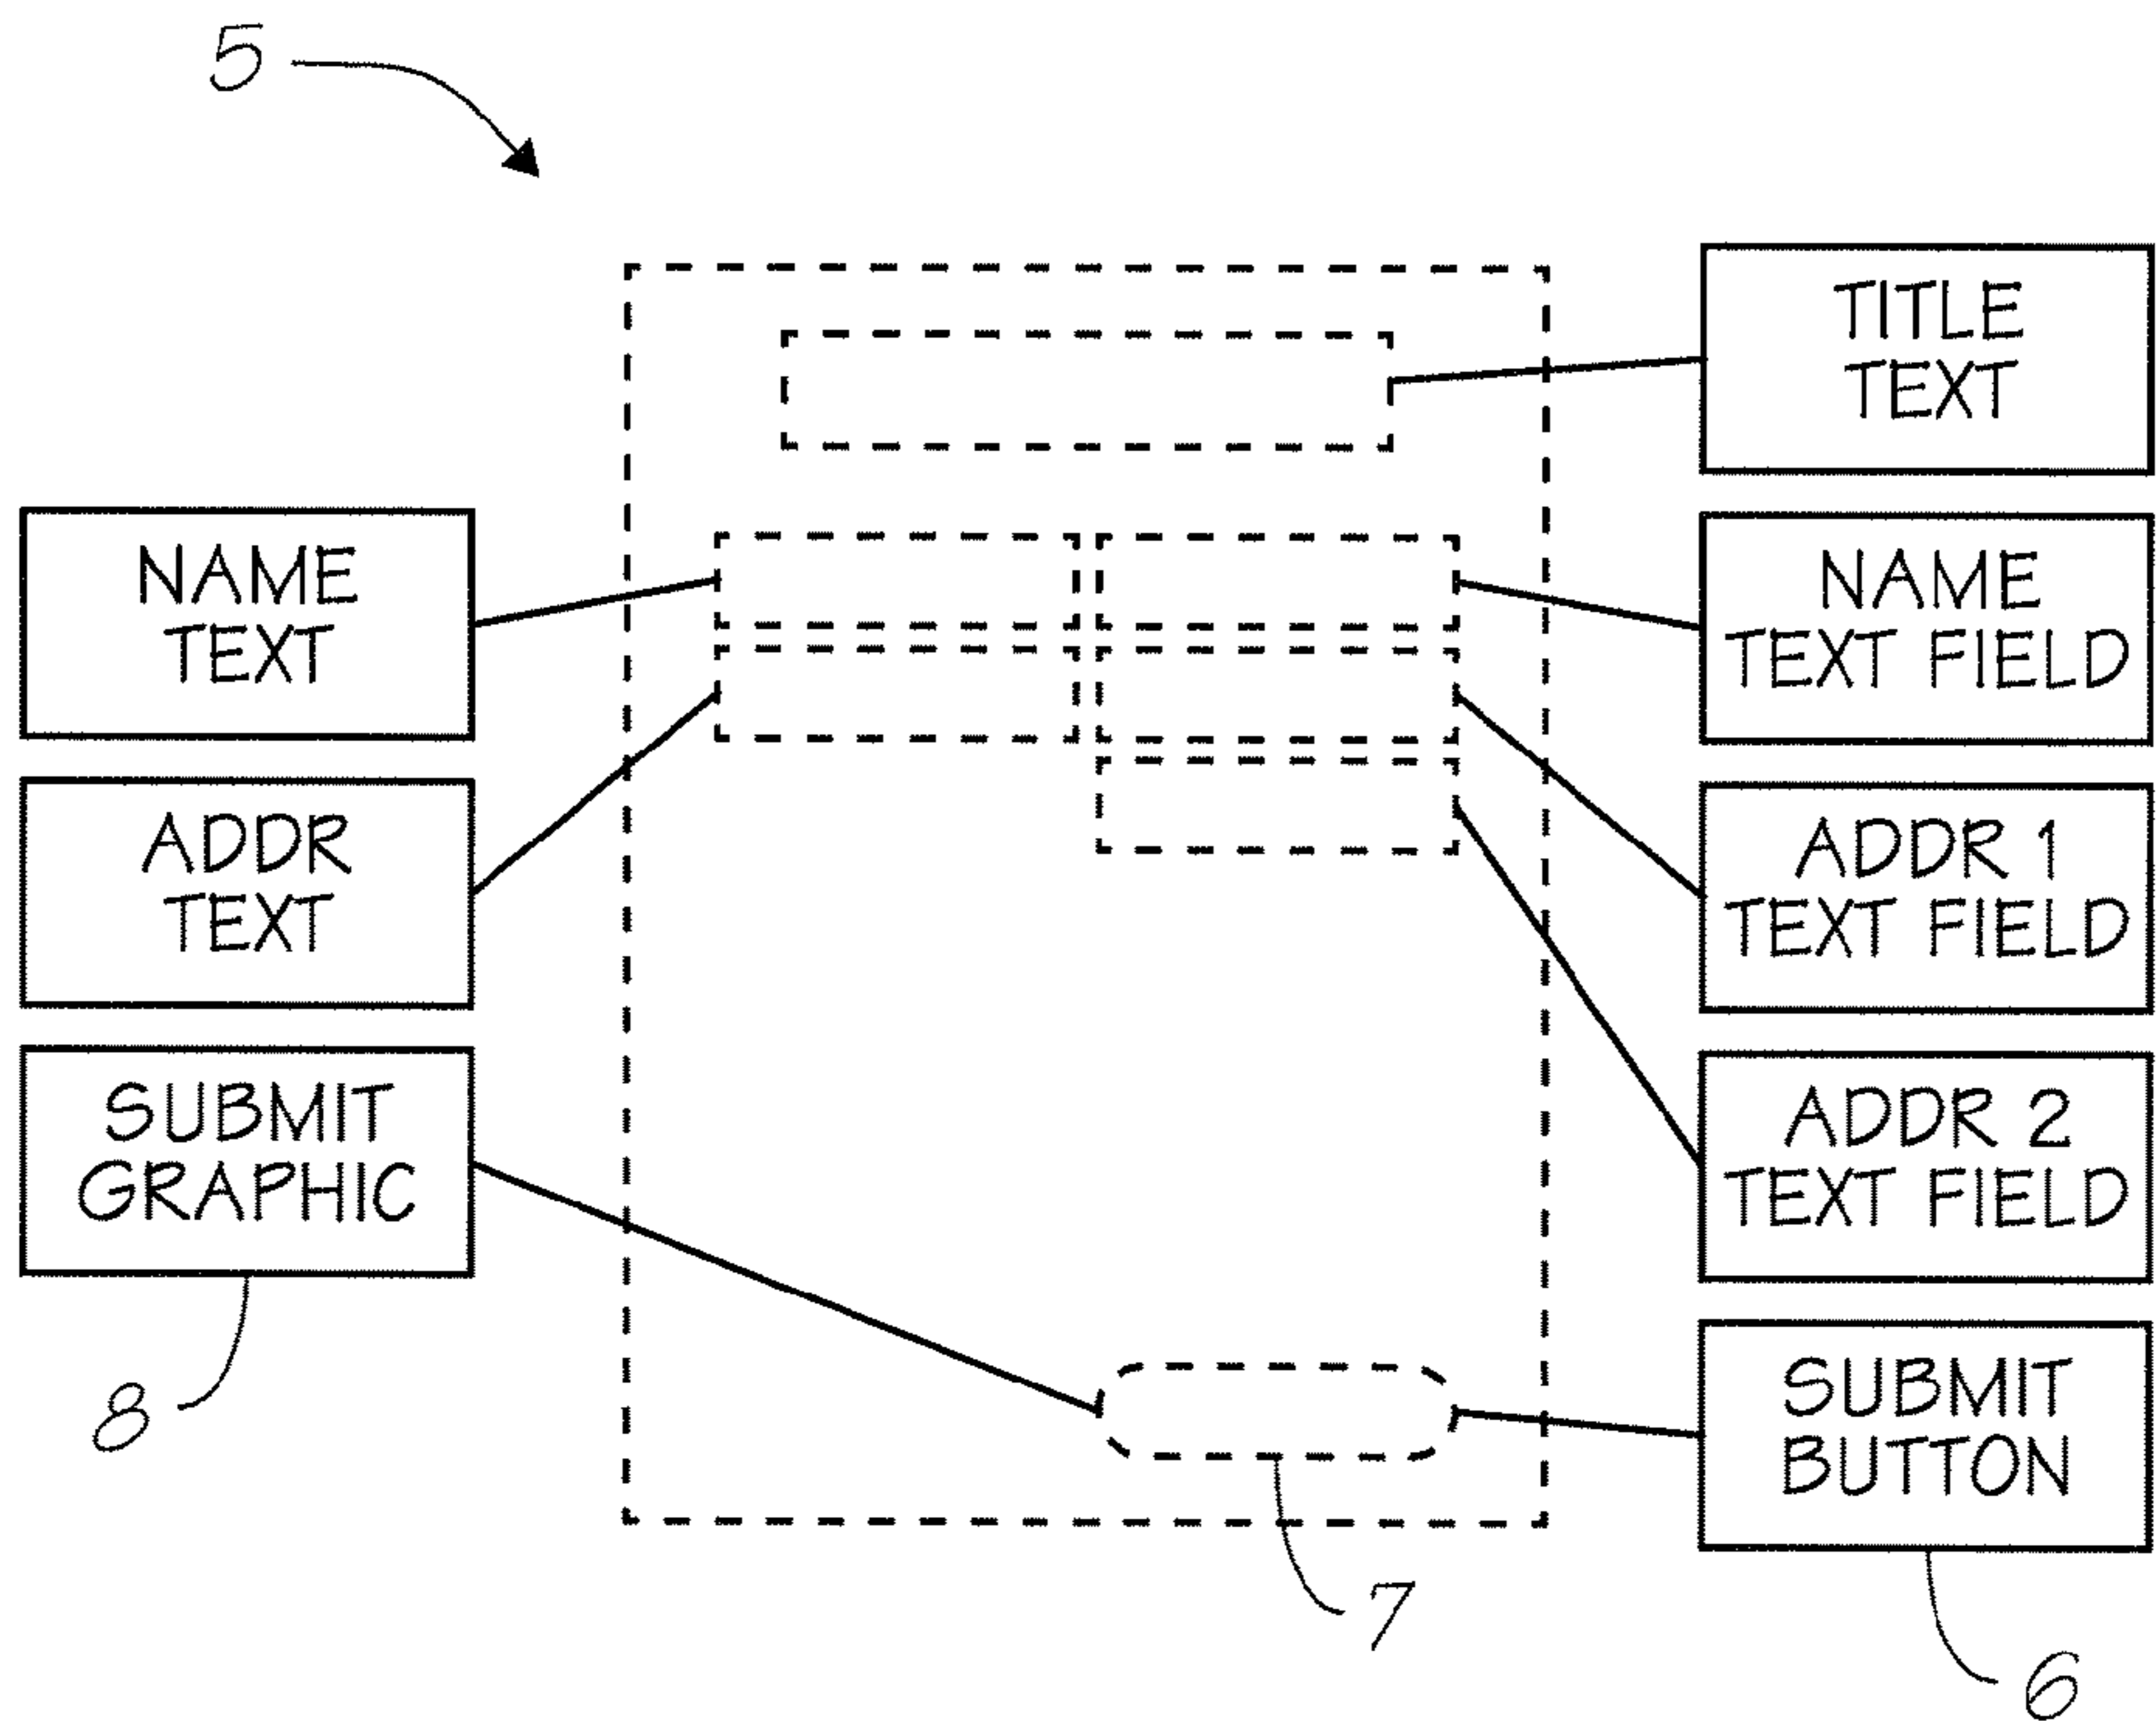 5
TITLE
TEXT
NAME
TEXT
NAME
TEXT FIELD
ADDR
TEXT
ADDR 1
TEXT FIELD
SUBMIT
GRAPHIC
ADDR 2
TEXT FIELD
SUBMIT
BUTTON
8
7
6